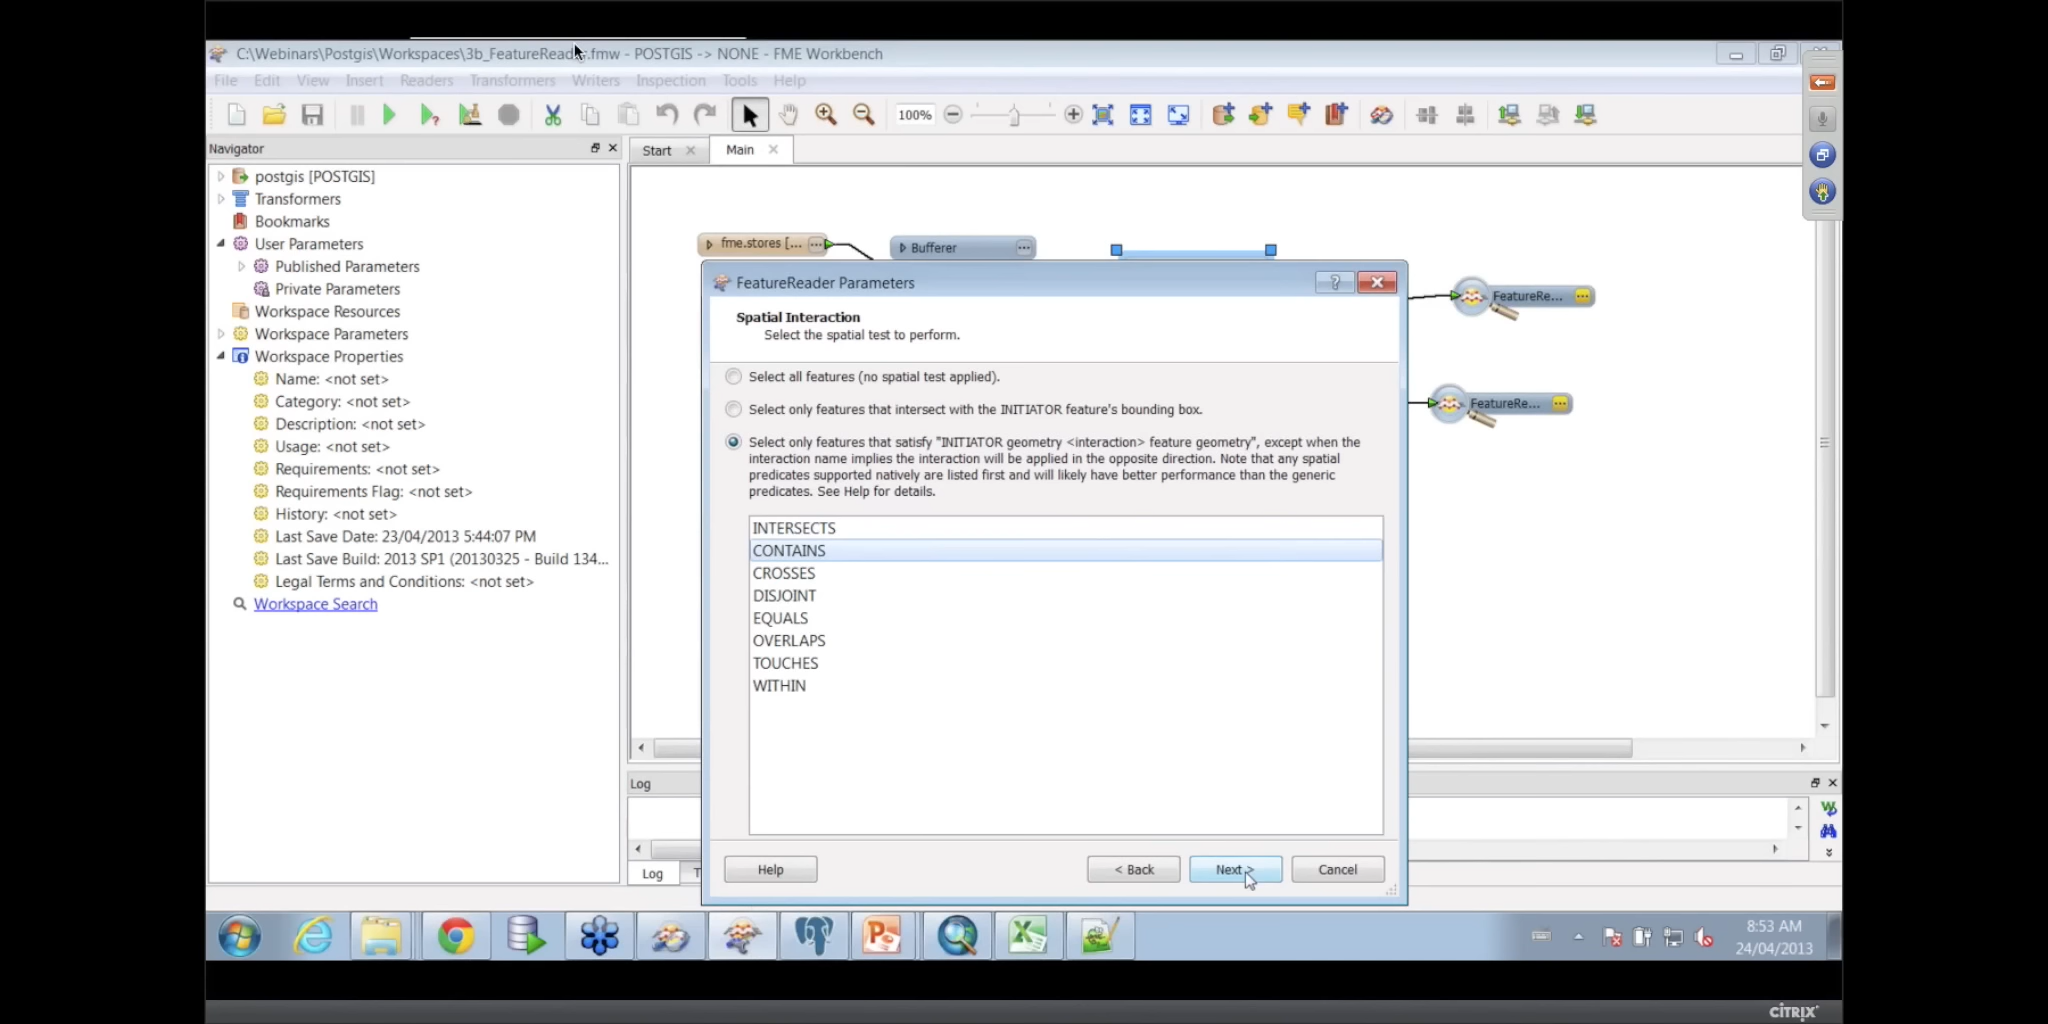 C:\Webinars\Postgis\Workspaces\3b_FeatureReader.fmw - POSTGIS -> NONE - FME Workbench
File Edit View Insert Readers Transformers Writers Inspection Tools Help
100%
Navigator
Start
Main
postgis [POSTGIS]
Transformers
Bookmarks
User Parameters
Published Parameters
Private Parameters
Workspace Resources
Workspace Parameters
Workspace Properties
Name: <not set>
Category: <not set>
Description: <not set>
Usage: <not set>
Requirements: <not set>
Requirements Flag: <not set>
History: <not set>
Last Save Date: 23/04/2013 5:44:07 PM
Last Save Build: 2013 SP1 (20130325 - Build 134...
Legal Terms and Conditions: <not set>
Workspace Search
fme.stores [...
Bufferer
FeatureRe...
FeatureRe...
FeatureReader Parameters
Spatial Interaction
Select the spatial test to perform.
Select all features (no spatial test applied).
Select only features that intersect with the INITIATOR feature's bounding box.
Select only features that satisfy "INITIATOR geometry <interaction> feature geometry", except when the
interaction name implies the interaction will be applied in the opposite direction. Note that any spatial
predicates supported natively are listed first and will likely have better performance than the generic
predicates. See Help for details.
INTERSECTS
CONTAINS
CROSSES
DISJOINT
EQUALS
OVERLAPS
TOUCHES
WITHIN
Help
< Back
Next >
Cancel
Log
Log
8:53 AM
24/04/2013
CITRIX